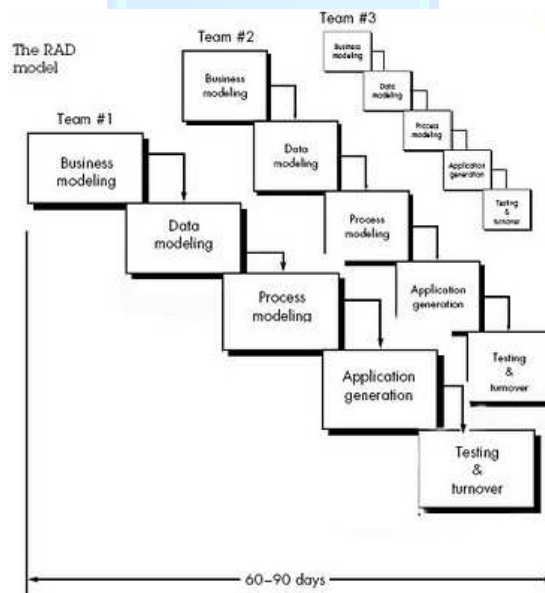 The RAD
model
Team #1
Business
modeling
Data
modeling
Process
modeling
Application
generation
Testing
&
turnover
Team #2
Business
modeling
Data
modeling
Process
modeling
Application
generation
Testing
&
turnover
Team #3
Business
modeling
Data
modeling
Process
modeling
Application
generation
Testing
&
turnover
60–90 days